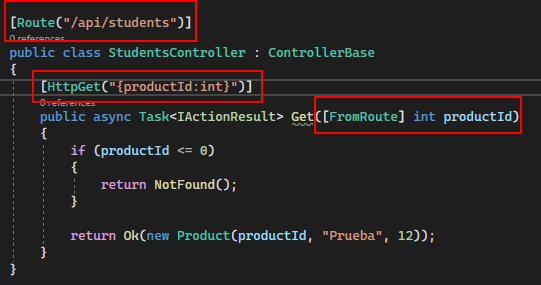 [Route("/api/students")]
0 references
public class StudentsController : ControllerBase
{
[HttpGet("{productId:int}")]
0 references
public async Task<IActionResult> Get([FromRoute] int productId)
{
if (productId <= 0)
{
return NotFound();
}
return Ok(new Product(productId, "Prueba", 12));
}
}